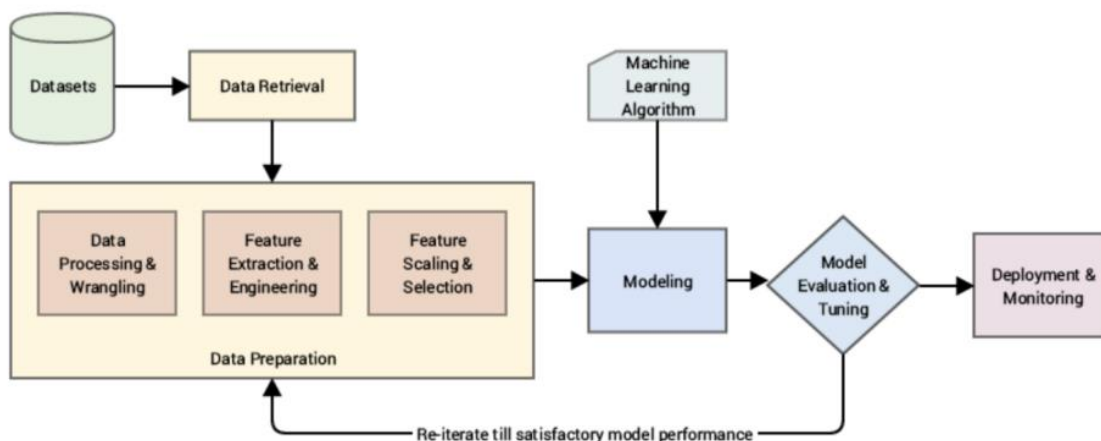 Datasets
Data Retrieval
Machine
Learning
Algorithm
Data
Processing &
Wrangling
Feature
Extraction &
Engineering
Feature
Scaling &
Selection
Data Preparation
Modeling
Model
Evaluation &
Tuning
Deployment &
Monitoring
Re-iterate till satisfactory model performance